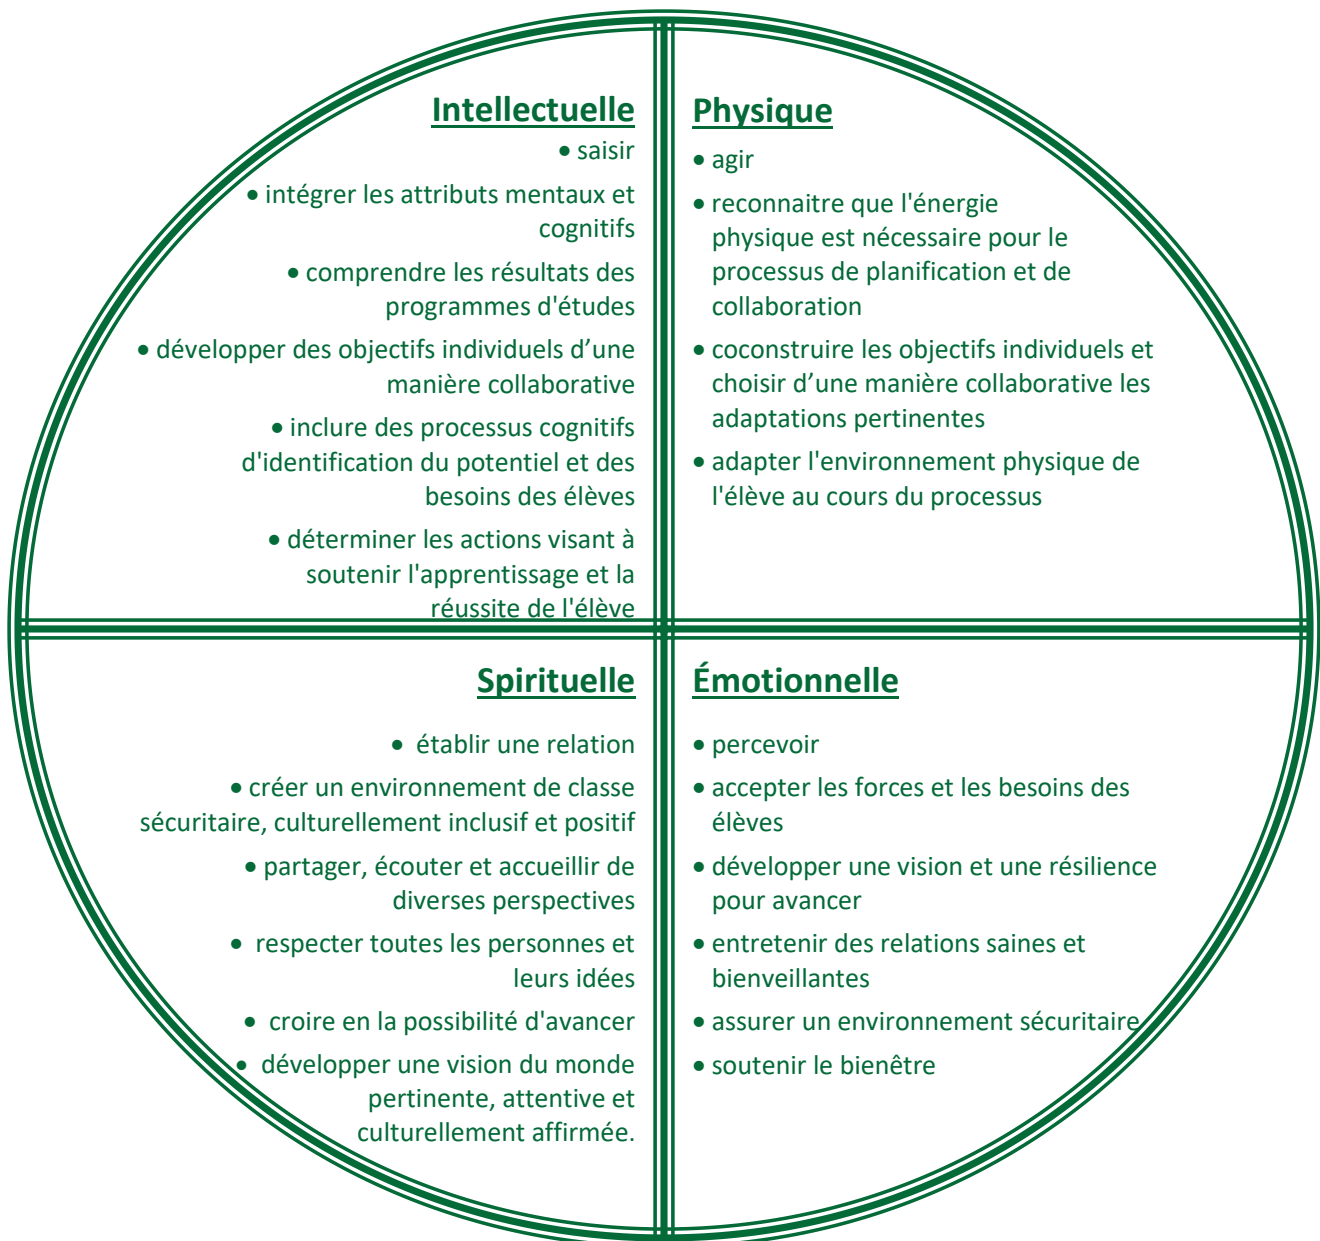 Intellectuelle
• saisir
• intégrer les attributs mentaux et
cognitifs
• comprendre les résultats des
programmes d'études
• développer des objectifs individuels d’une
manière collaborative
• inclure des processus cognitifs
d'identification du potentiel et des
besoins des élèves
• déterminer les actions visant à
soutenir l'apprentissage et la
réussite de l'élève
Physique
• agir
• reconnaitre que l'énergie
physique est nécessaire pour le
processus de planification et de
collaboration
• coconstruire les objectifs individuels et
choisir d’une manière collaborative les
adaptations pertinentes
• adapter l'environnement physique de
l'élève au cours du processus
Spirituelle
• établir une relation
• créer un environnement de classe
sécuritaire, culturellement inclusif et positif
• partager, écouter et accueillir de
diverses perspectives
• respecter toutes les personnes et
leurs idées
• croire en la possibilité d'avancer
• développer une vision du monde
pertinente, attentive et
culturellement affirmée.
Émotionnelle
• percevoir
• accepter les forces et les besoins des
élèves
• développer une vision et une résilience
pour avancer
• entretenir des relations saines et
bienveillantes
• assurer un environnement sécuritaire
• soutenir le bienêtre